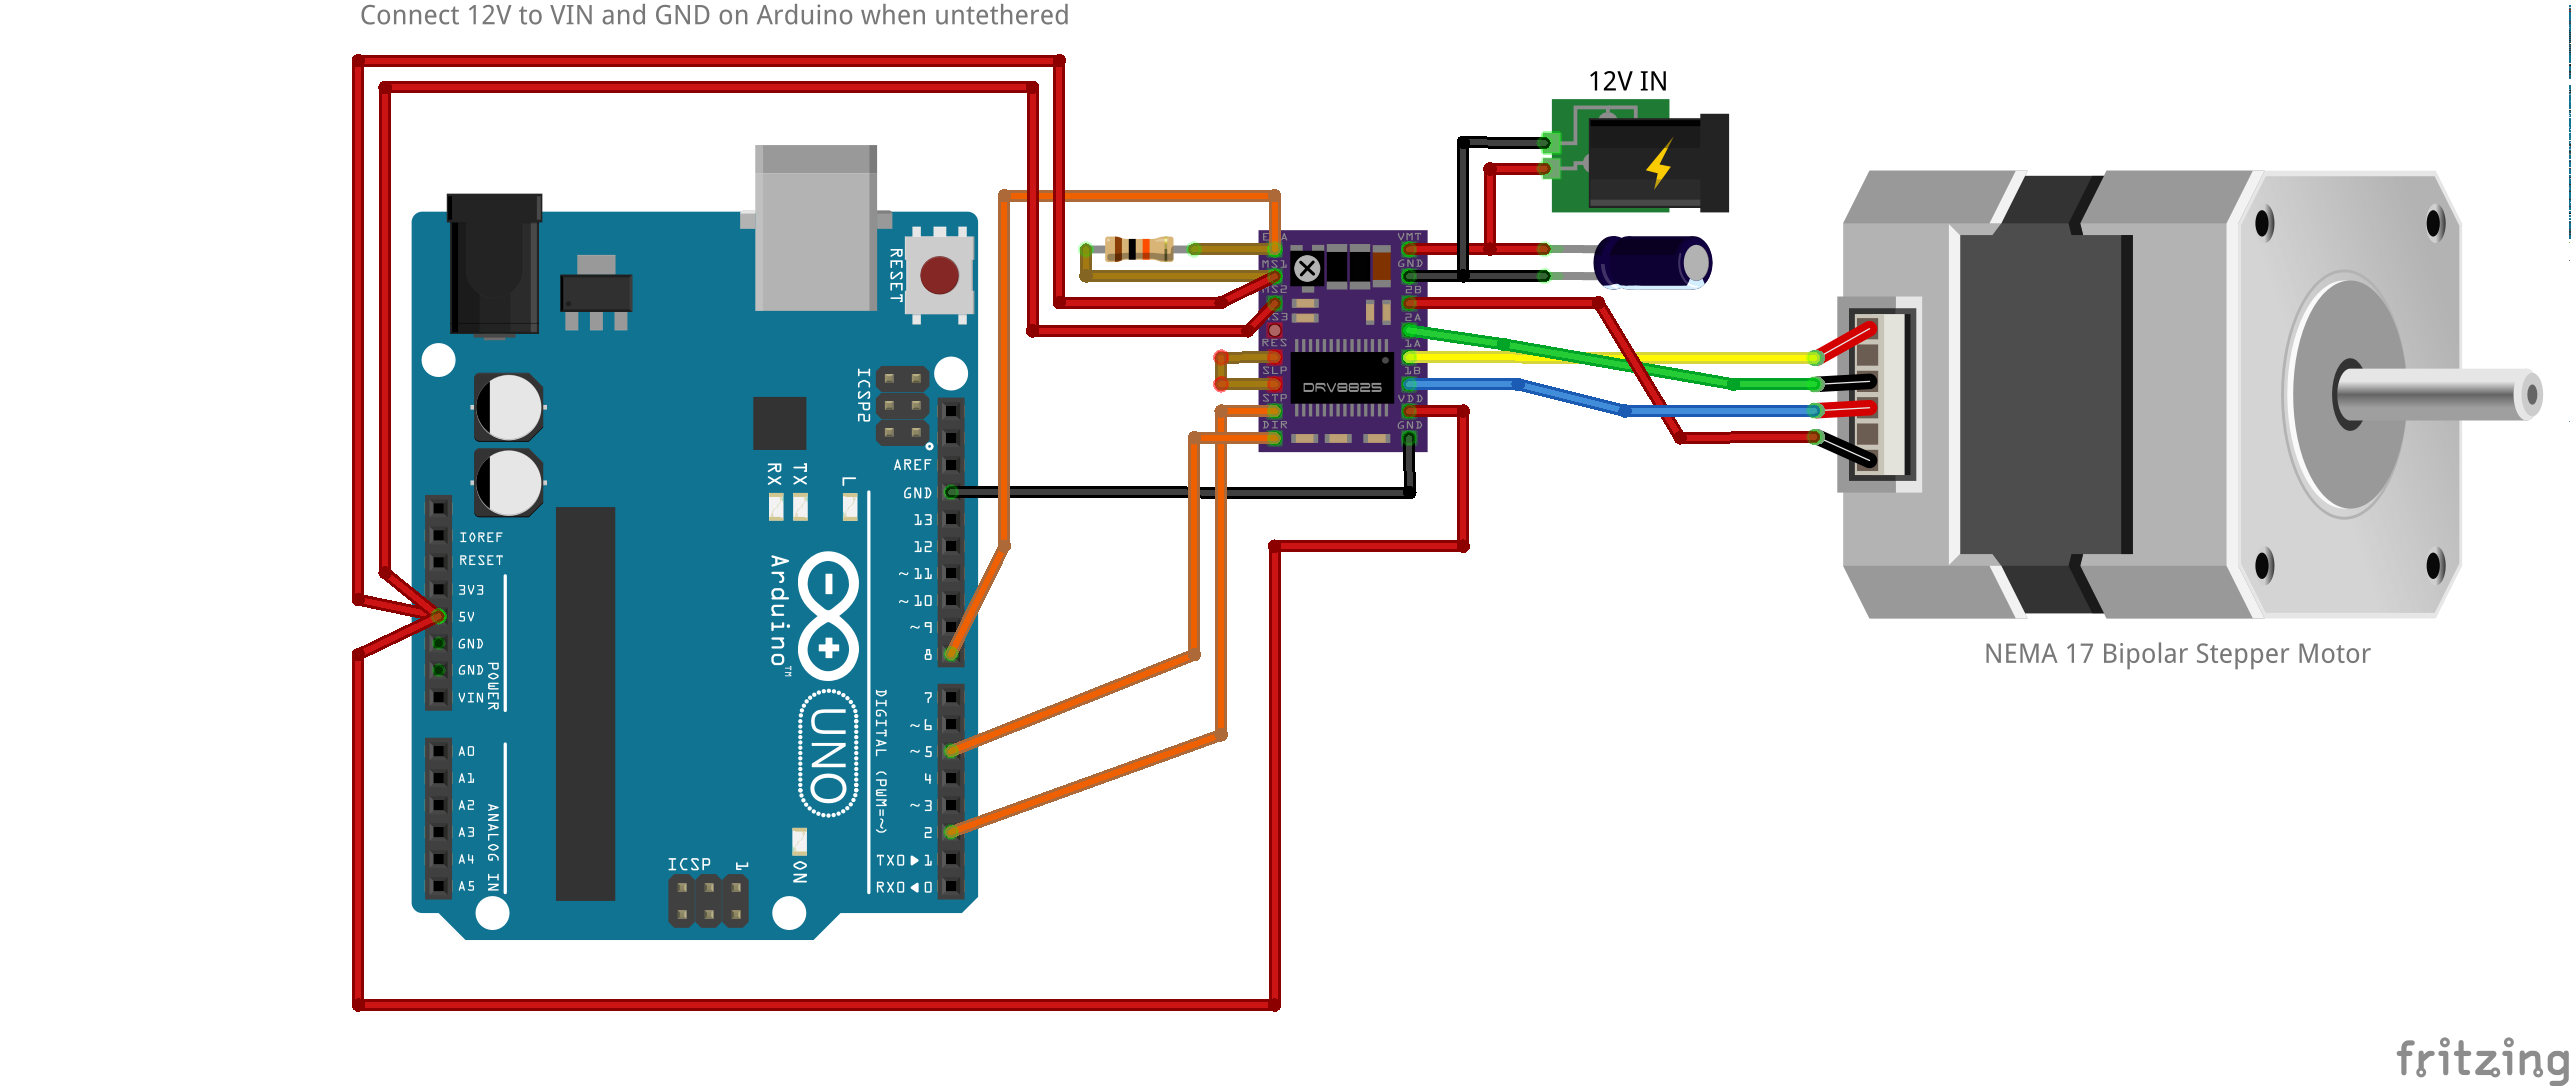 Connect 12V to VIN and GND on Arduino when untethered
12V IN
RESET
ICSP2
AREF
GND
13
12
~11
~10
~9
8
7
~6
~5
4
~3
2
TX0▶1
RX0◀0
RX
TX
L
IOREF
RESET
3V3
5V
GND
GND
VIN
POWER
A0
A1
A2
A3
A4
A5
ANALOG IN
Arduino™
UNO
DIGITAL (PWM=~)
ICSP
1
ON
MS1
MS2
RES
SLP
STP
DIR
VMT
GND
2B
2A
1A
1B
VDD
GND
DRV8825
NEMA 17 Bipolar Stepper Motor
fritzing